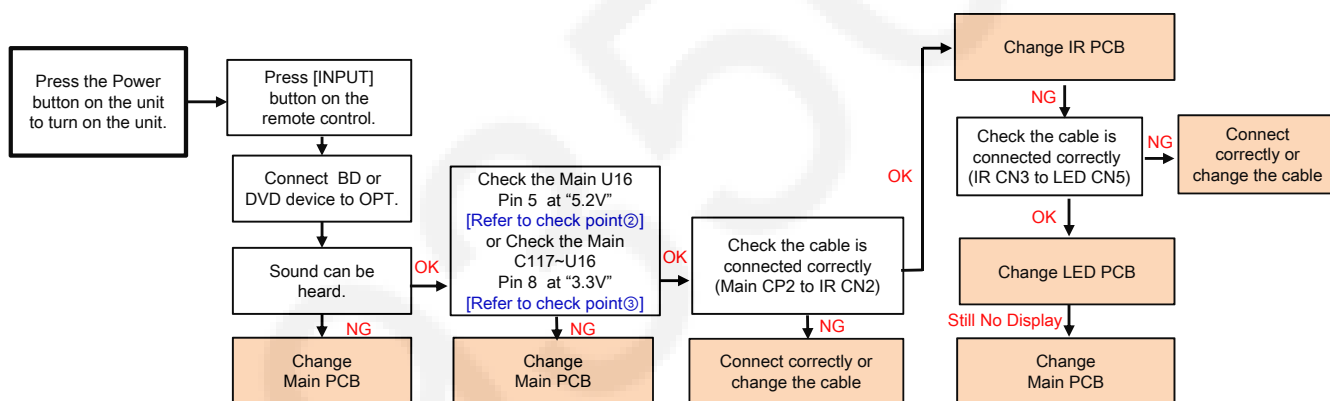 Press the Power
button on the unit
to turn on the unit.
Press [INPUT]
button on the
remote control.
Connect BD or
DVD device to OPT.
Sound can be
heard.
OK
NG
Change
Main PCB
Check the Main U16
Pin 5 at “5.2V”
[Refer to check point②]
or Check the Main
C117~U16
Pin 8 at “3.3V”
[Refer to check point③]
OK
NG
Change
Main PCB
Check the cable is
connected correctly
(Main CP2 to IR CN2)
NG
Connect correctly or
change the cable
OK
Change IR PCB
NG
Check the cable is
connected correctly
(IR CN3 to LED CN5)
NG
Connect
correctly or
change the cable
OK
Change LED PCB
Still No Display
Change
Main PCB